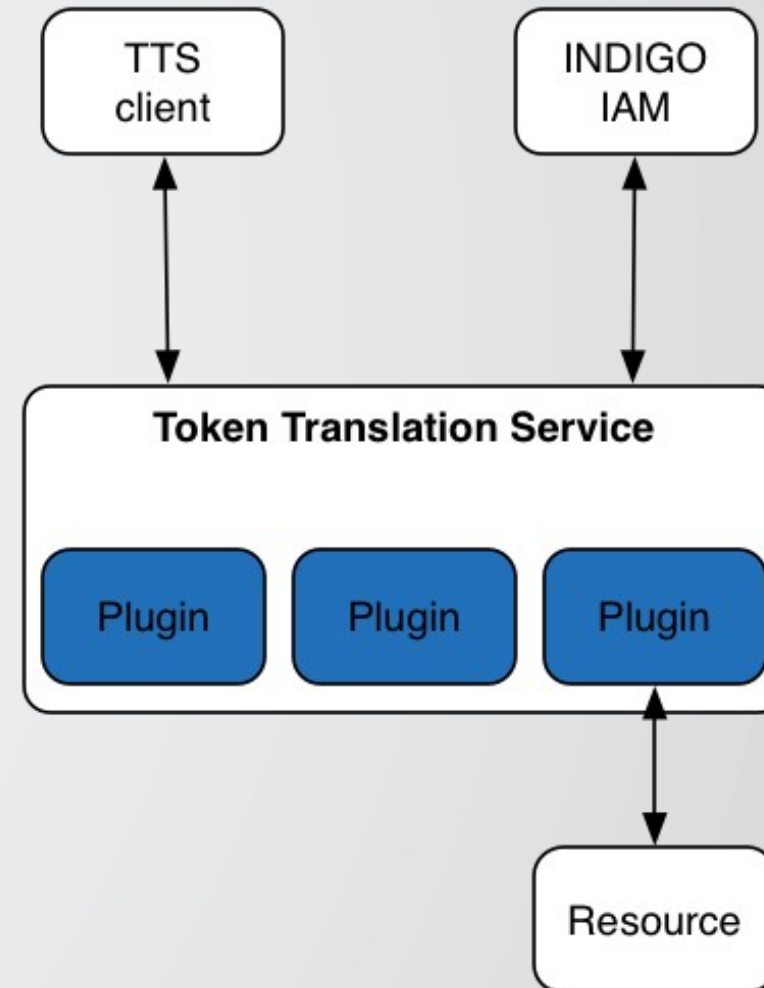 TTS
client
INDIGO
IAM
Token Translation Service
Plugin
Plugin
Plugin
Resource